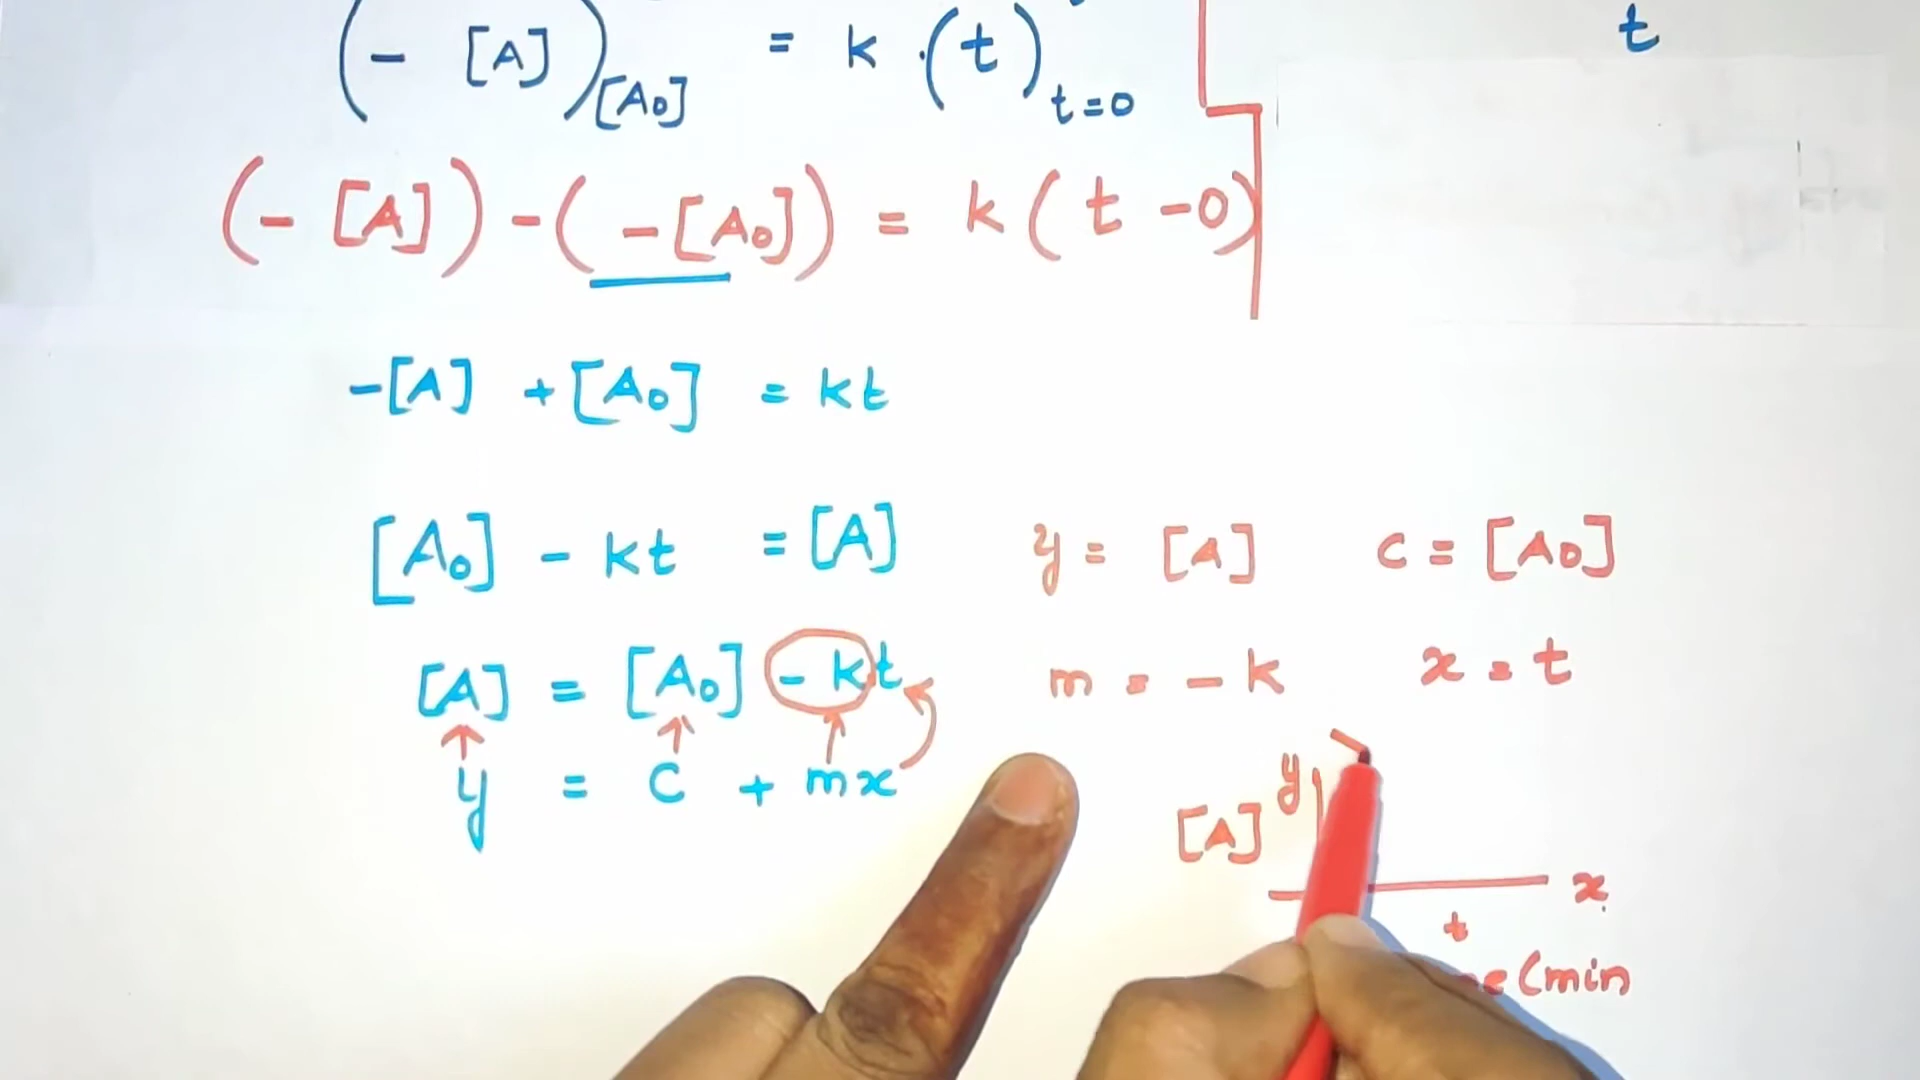 (- [A])[A₀] = k.(t)t=0
t
(- [A]) - ( -[A₀]) = k ( t -0)
-[A] + [A₀] = kt
[A₀] - kt = [A]
y = [A] c = [A₀]
[A] = [A₀] - kt
m = - k x = t
y = c + mx
y
[A]
x
t
(min